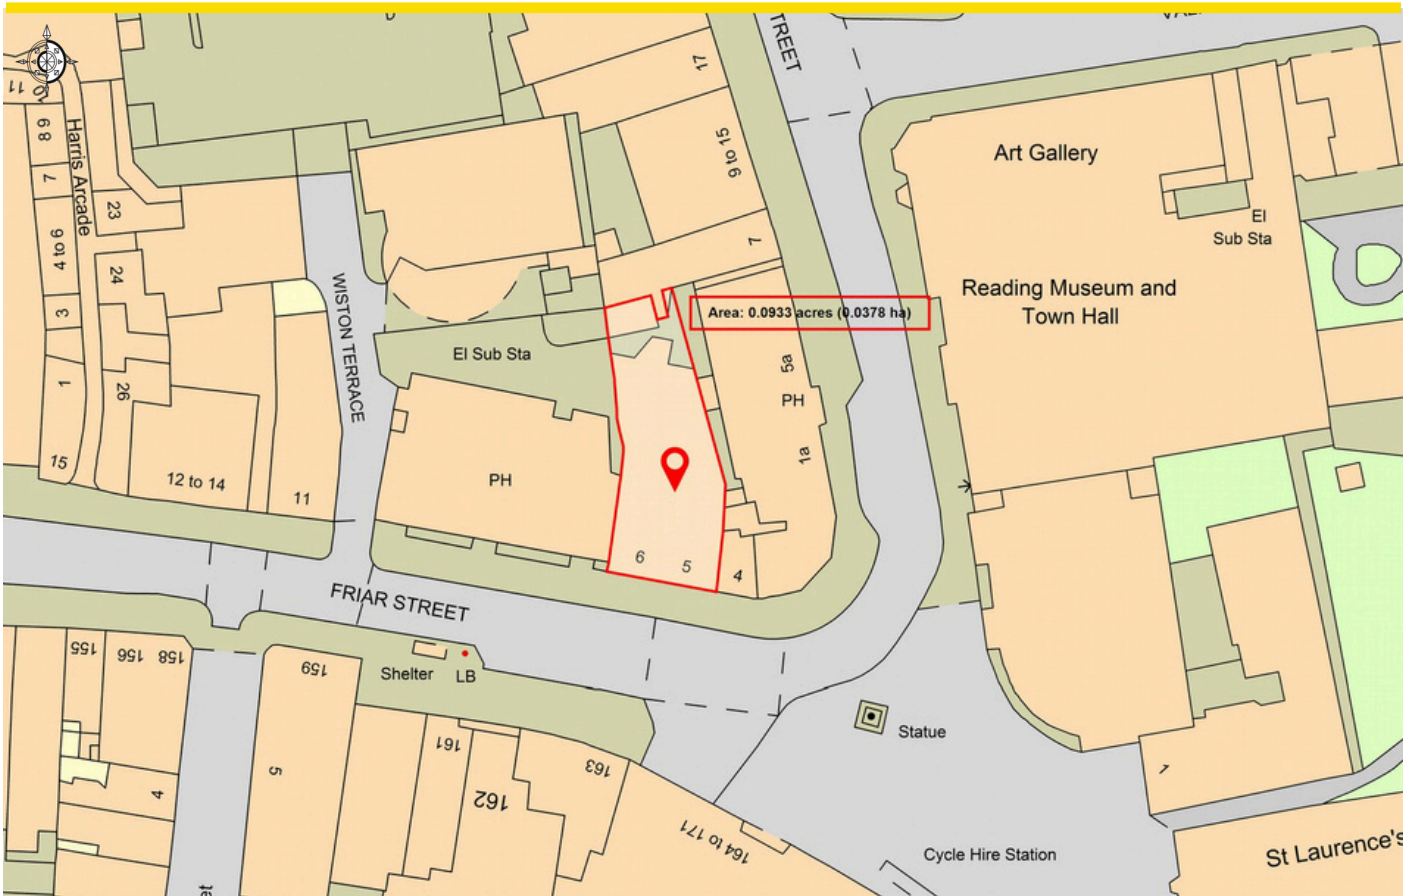 TREET
17
11
10
9 8
Harris Arcade
9 to 15
Art Gallery
7
23
4 to 6
El
Sub Sta
7
24
WISTON TERRACE
Reading Museum and
Town Hall
3
Area: 0.0933 acres (0.0378 ha)
El Sub Sta
5a
1
26
PH
1a
15
12 to 14
11
PH
6
5
4
FRIAR STREET
155
156
158
159
Shelter
LB
Statue
161
163
5
4
162
1
164 to 171
Cycle Hire Station
St Laurence's